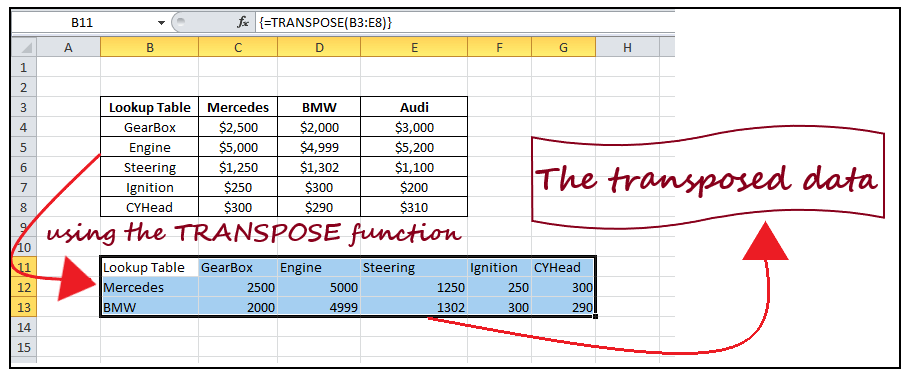 B11 fx {=TRANSPOSE(B3:E8)}
A B C D E F G H
1
2
3 Lookup Table Mercedes BMW Audi
4 GearBox $2,500 $2,000 $3,000
5 Engine $5,000 $4,999 $5,200
6 Steering $1,250 $1,302 $1,100
7 Ignition $250 $300 $200
8 CYHead $300 $290 $310
The transposed data
9
using the TRANSPOSE function
10
11 Lookup Table GearBox Engine Steering Ignition CYHead
12 Mercedes 2500 5000 1250 250 300
13 BMW 2000 4999 1302 300 290
14
15